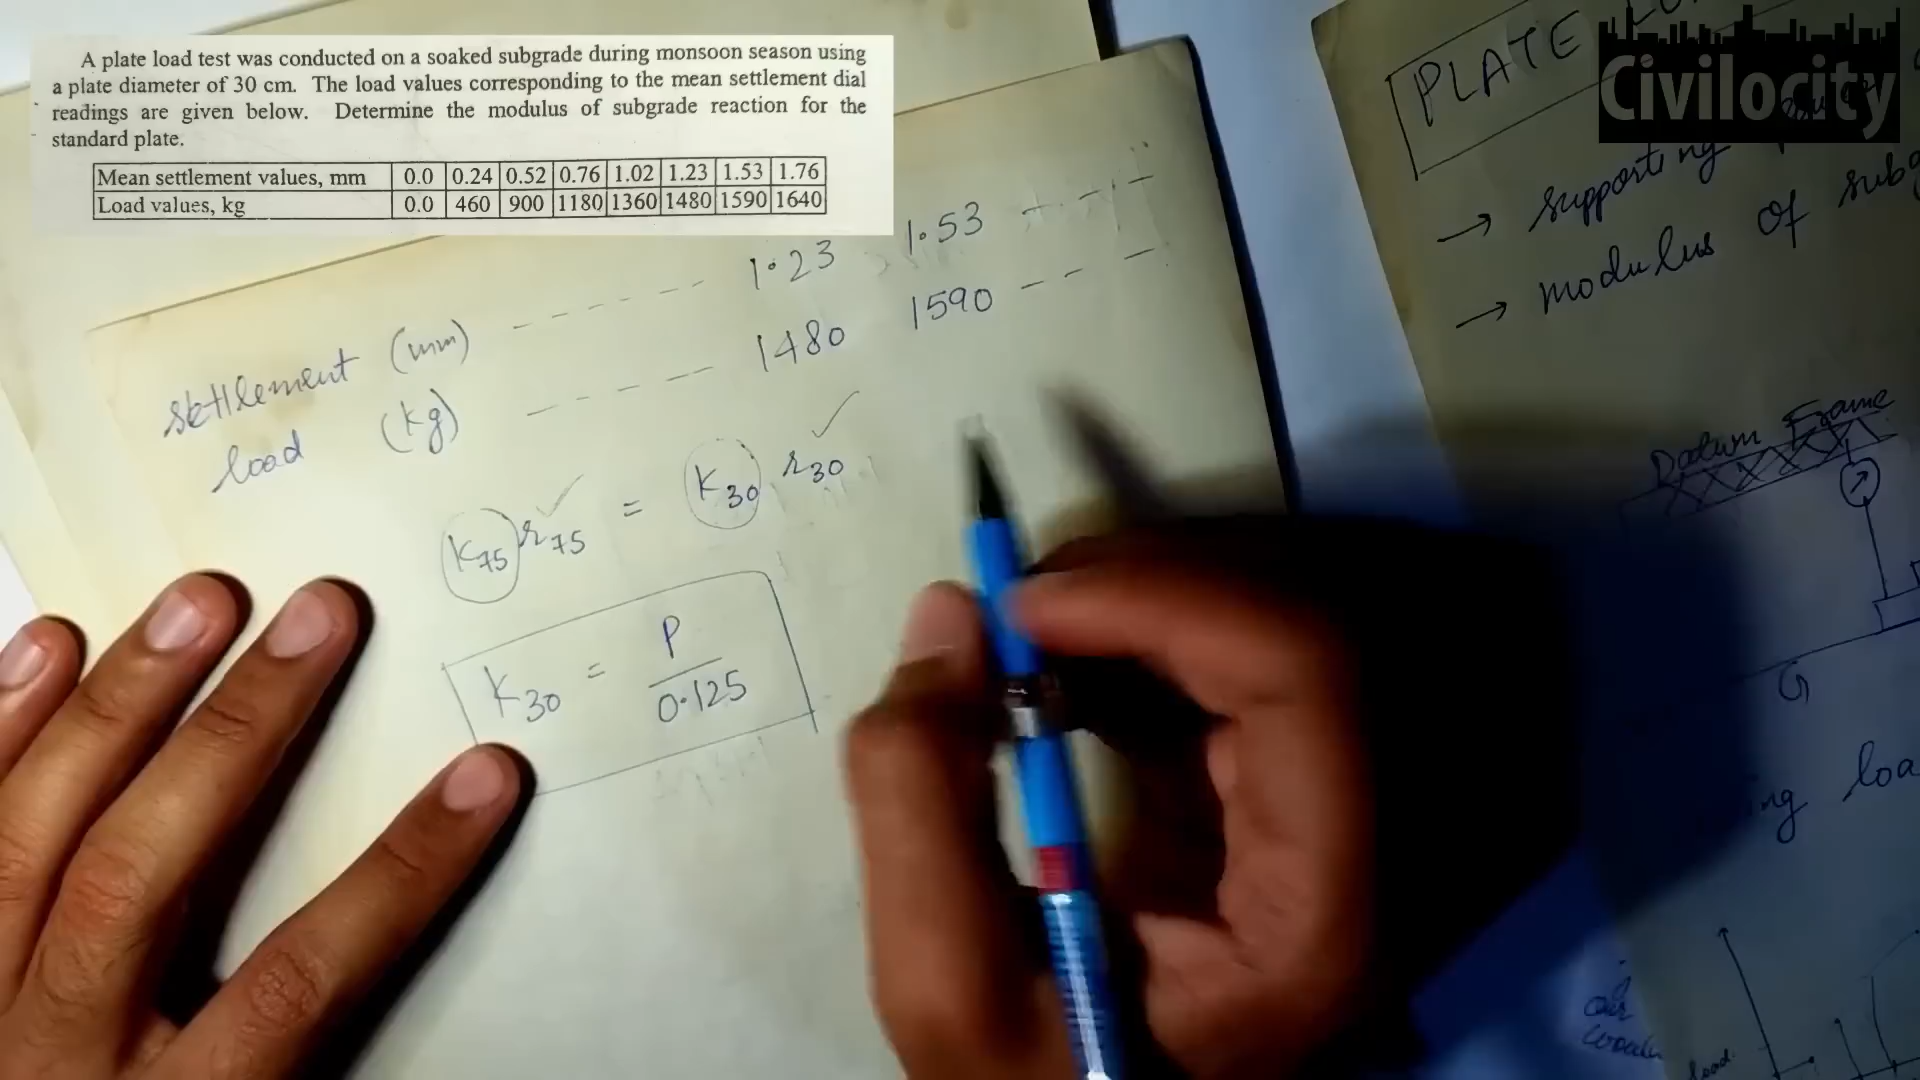 A plate load test was conducted on a soaked subgrade during monsoon season using
a plate diameter of 30 cm. The load values corresponding to the mean settlement dial
readings are given below. Determine the modulus of subgrade reaction for the
standard plate.
Mean settlement values, mm 0.0 0.24 0.52 0.76 1.02 1.23 1.53 1.76
Load values, kg 0.0 460 900 1180 1360 1480 1590 1640
settlement (mm) ------ 1.23 1.53 ----
load (kg) ------ 1480 1590 ----
K75 r75 = K30 r30
K30 = P
0.125
PLATE
Civilocity
→ supporting
→ modulus of subg
Datum Frame
ing loa
load